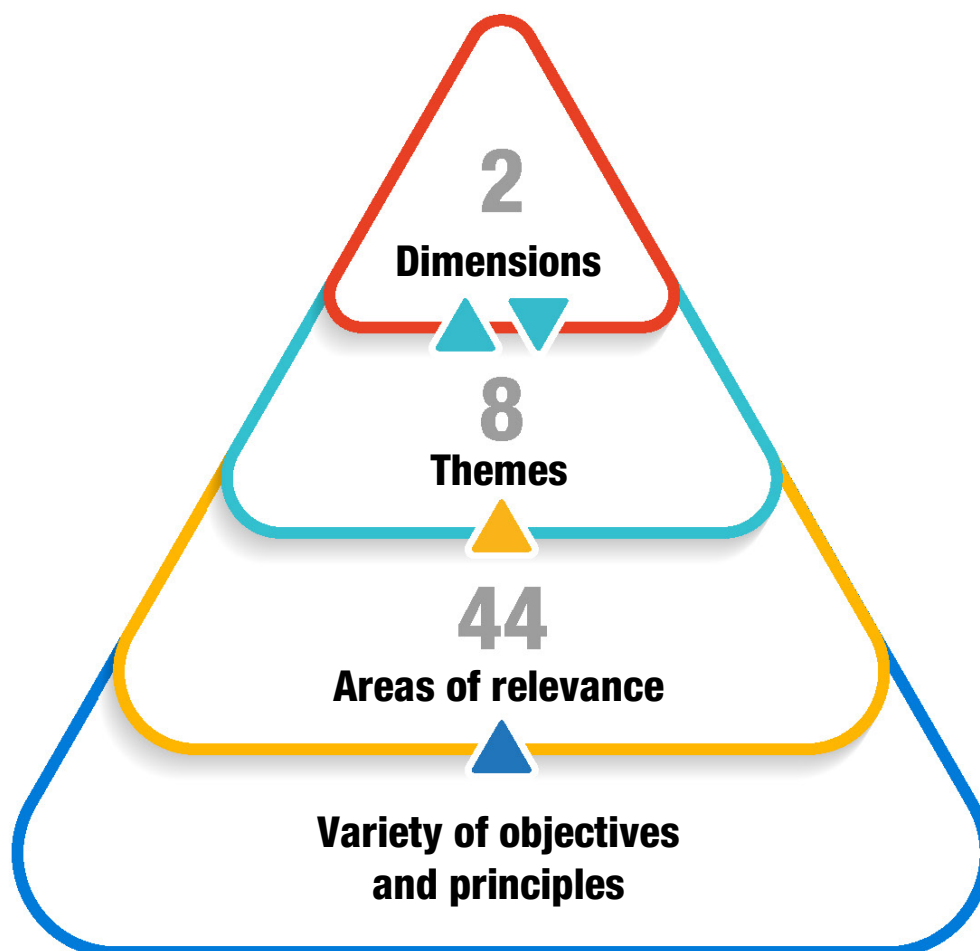 2
Dimensions
8
Themes
44
Areas of relevance
Variety of objectives
and principles